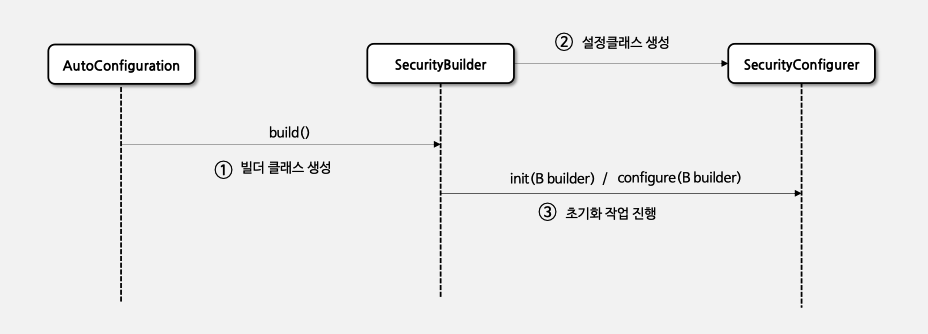 ② 설정클래스 생성
AutoConfiguration
SecurityBuilder
SecurityConfigurer
build()
① 빌더 클래스 생성
init(B builder) / configure(B builder)
③ 초기화 작업 진행